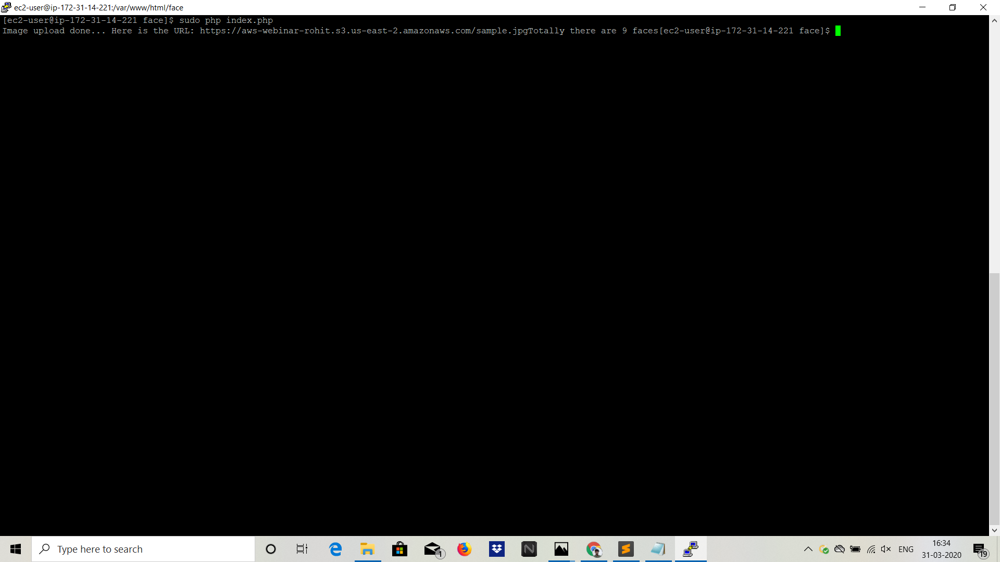 ec2-user@ip-172-31-14-221:/var/www/html/face
[ec2-user@ip-172-31-14-221 face]$ sudo php index.php
Image upload done... Here is the URL: https://aws-webinar-rohit.s3.us-east-2.amazonaws.com/sample.jpgTotally there are 9 faces[ec2-user@ip-172-31-14-221 face]$
Type here to search
1
N
ENG
16:34
31-03-2020
19